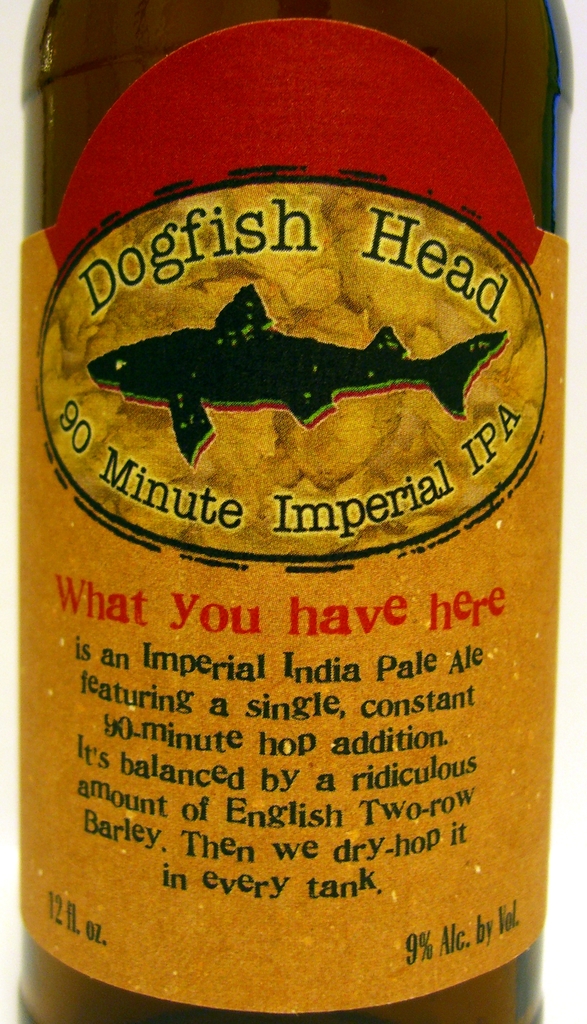 Dogfish Head
90 Minute Imperial IPA
What you have here
is an Imperial India Pale Ale
featuring a single, constant
90-minute hop addition.
It's balanced by a ridiculous
amount of English Two-row
Barley. Then we dry-hop it
in every tank.
12 fl. oz.
9% Alc. by Vol.